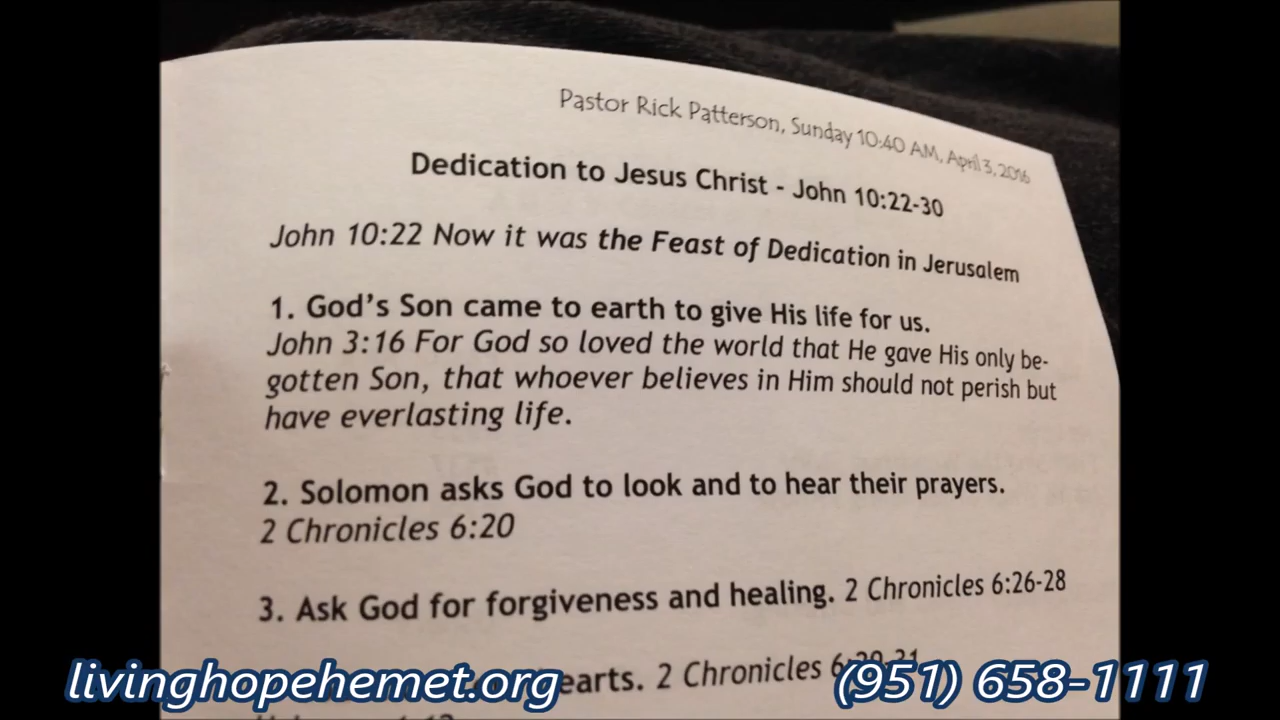 Pastor Rick Patterson, Sunday 10:40 AM, April 3, 2016
Dedication to Jesus Christ - John 10:22-30
John 10:22 Now it was the Feast of Dedication in Jerusalem
1. God's Son came to earth to give His life for us.
John 3:16 For God so loved the world that He gave His only be-
gotten Son, that whoever believes in Him should not perish but
have everlasting life.
2. Solomon asks God to look and to hear their prayers.
2 Chronicles 6:20
3. Ask God for forgiveness and healing. 2 Chronicles 6:26-28
earts. 2 Chronicles
livinghopehemet.org
(951) 658-1111